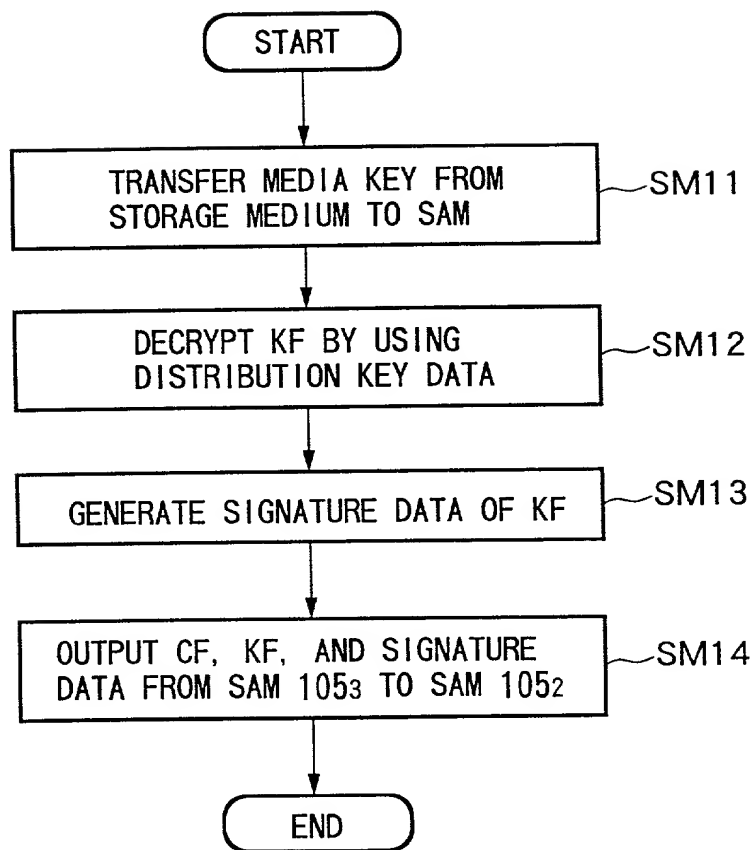 START
TRANSFER MEDIA KEY FROM
STORAGE MEDIUM TO SAM
SM11
DECRYPT KF BY USING
DISTRIBUTION KEY DATA
SM12
GENERATE SIGNATURE DATA OF KF
SM13
OUTPUT CF, KF, AND SIGNATURE
DATA FROM SAM 105₃ TO SAM 105₂
SM14
END